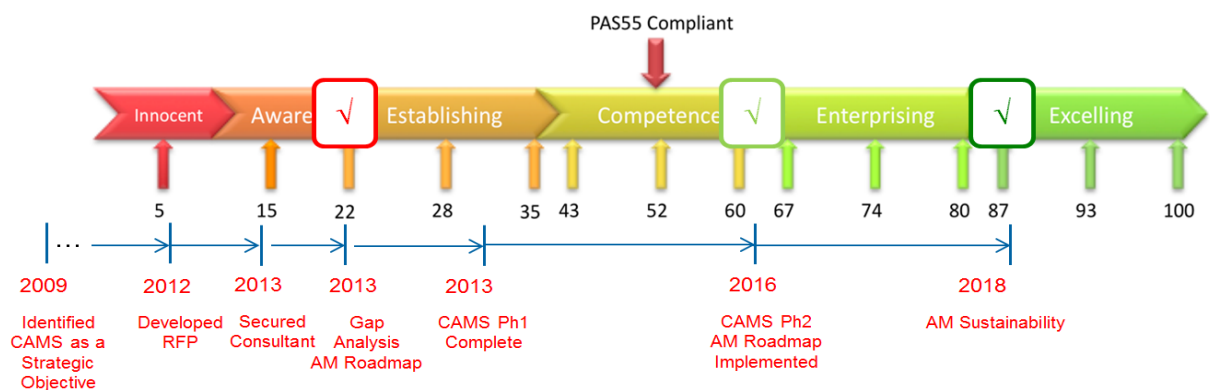 PAS55 Compliant
Innocent
Aware
√
Establishing
Competence
√
Enterprising
√
Excelling
5
15
22
28
35
43
52
60
67
74
80
87
93
100
...
2009
Identified
CAMS as a
Strategic
Objective
2012
Developed
RFP
2013
Secured
Consultant
2013
Gap
Analysis
AM Roadmap
2013
CAMS Ph1
Complete
2016
CAMS Ph2
AM Roadmap
Implemented
2018
AM Sustainability